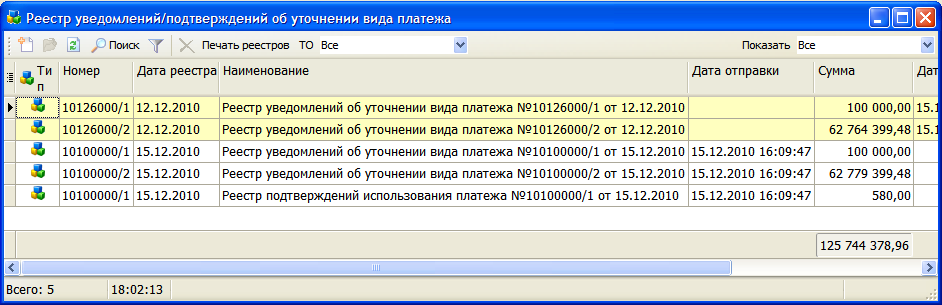 Реестр уведомлений/подтверждений об уточнении вида платежа
Поиск Печать реестров ТО Все Показать Все
Тип Номер Дата реестра Наименование Дата отправки Сумма Дат
10126000/1 12.12.2010 Реестр уведомлений об уточнении вида платежа №10126000/1 от 12.12.2010 100 000,00 15.1
10126000/2 12.12.2010 Реестр уведомлений об уточнении вида платежа №10126000/2 от 12.12.2010 62 764 399,48 15.1
10100000/1 15.12.2010 Реестр уведомлений об уточнении вида платежа №10100000/1 от 15.12.2010 15.12.2010 16:09:47 100 000,00
10100000/2 15.12.2010 Реестр уведомлений об уточнении вида платежа №10100000/2 от 15.12.2010 15.12.2010 16:09:47 62 779 399,48
10100000/1 15.12.2010 Реестр подтверждений использования платежа №10100000/1 от 15.12.2010 15.12.2010 16:09:47 580,00
125 744 378,96
Всего: 5 18:02:13